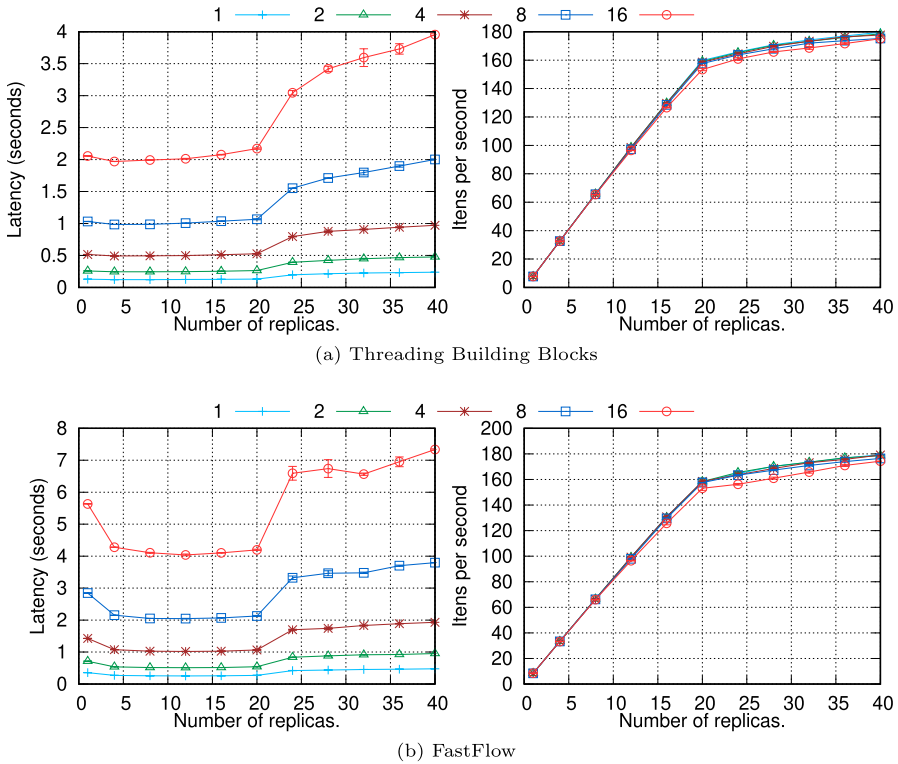 1 2 4 8 16
4 3.5 3 2.5 2 1.5 1 0.5 0
Latency (seconds)
0 5 10 15 20 25 30 35 40
Number of replicas.
180 160 140 120 100 80 60 40 20 0
Itens per second
0 5 10 15 20 25 30 35 40
Number of replicas.
(a) Threading Building Blocks
1 2 4 8 16
8 7 6 5 4 3 2 1 0
Latency (seconds)
0 5 10 15 20 25 30 35 40
Number of replicas.
200 180 160 140 120 100 80 60 40 20 0
Itens per second
0 5 10 15 20 25 30 35 40
Number of replicas.
(b) FastFlow